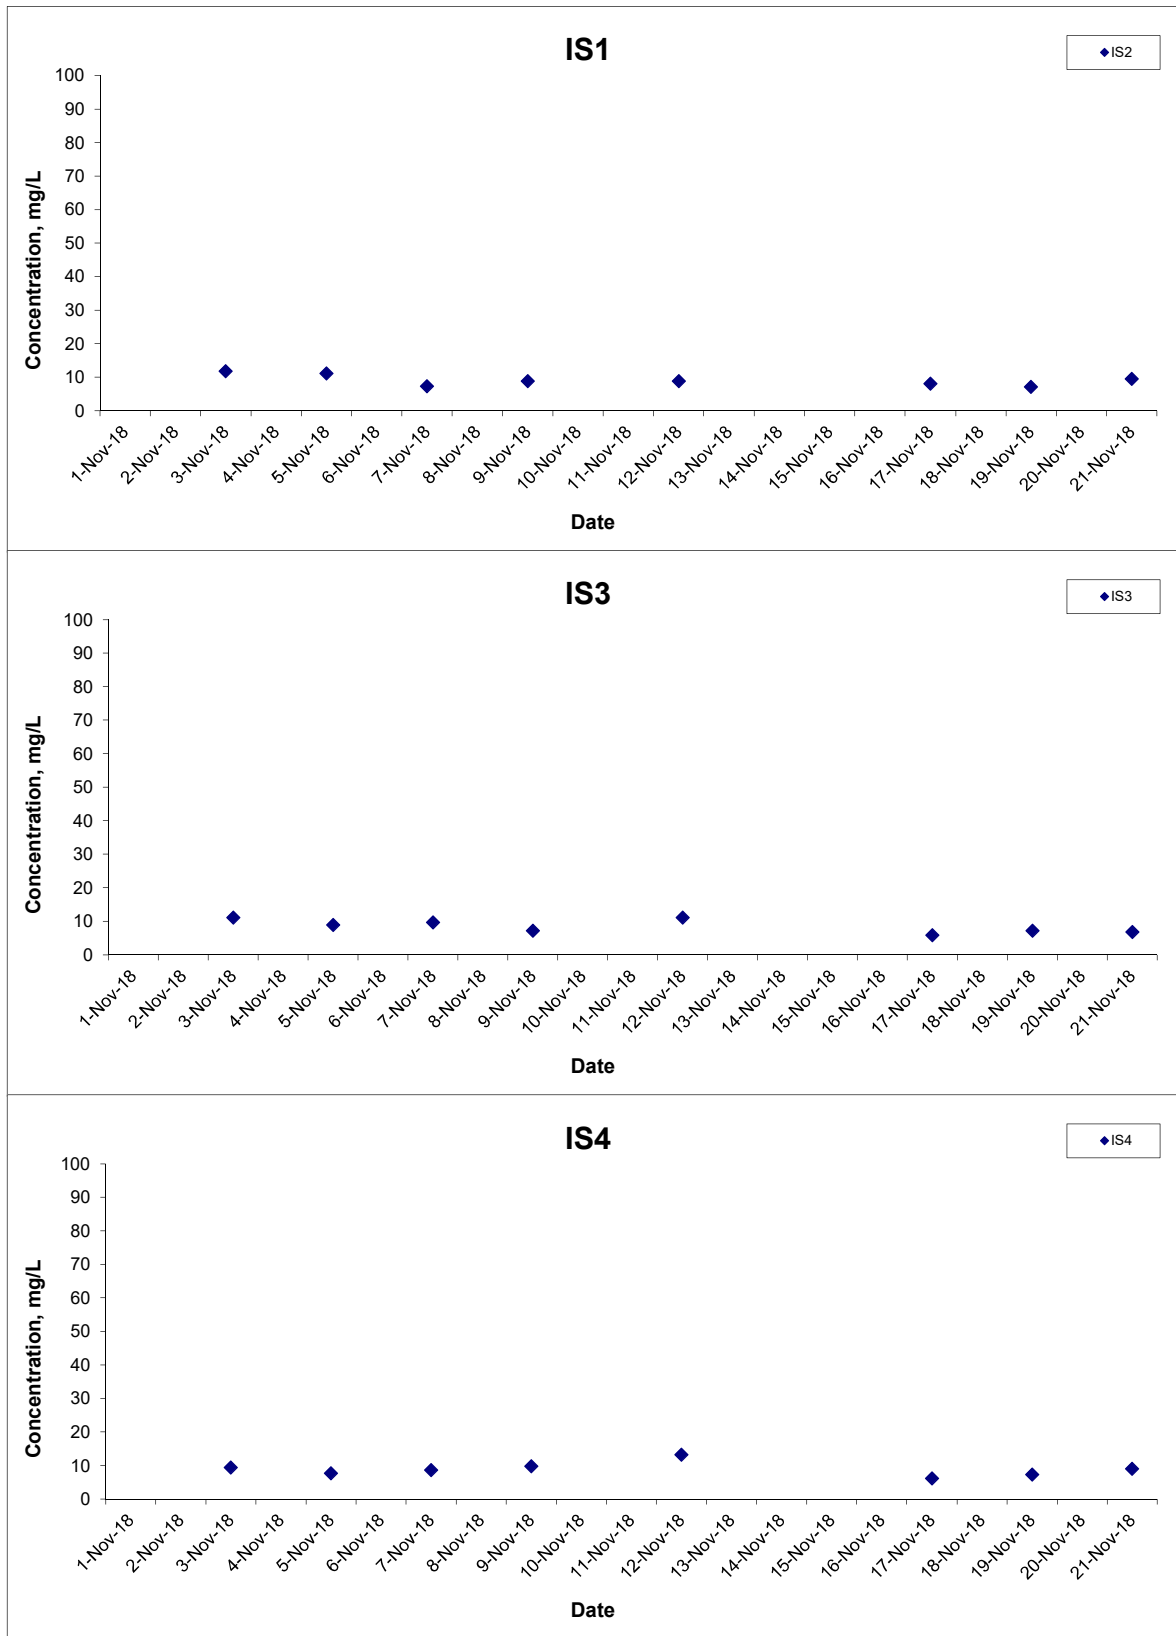 IS1
IS2
100
90
80
70
60
50
40
30
20
10
0
Concentration, mg/L
1-Nov-18
2-Nov-18
3-Nov-18
4-Nov-18
5-Nov-18
6-Nov-18
7-Nov-18
8-Nov-18
9-Nov-18
10-Nov-18
11-Nov-18
12-Nov-18
13-Nov-18
14-Nov-18
15-Nov-18
16-Nov-18
17-Nov-18
18-Nov-18
19-Nov-18
20-Nov-18
21-Nov-18
Date
IS3
IS3
100
90
80
70
60
50
40
30
20
10
0
Concentration, mg/L
1-Nov-18
2-Nov-18
3-Nov-18
4-Nov-18
5-Nov-18
6-Nov-18
7-Nov-18
8-Nov-18
9-Nov-18
10-Nov-18
11-Nov-18
12-Nov-18
13-Nov-18
14-Nov-18
15-Nov-18
16-Nov-18
17-Nov-18
18-Nov-18
19-Nov-18
20-Nov-18
21-Nov-18
Date
IS4
IS4
100
90
80
70
60
50
40
30
20
10
0
Concentration, mg/L
1-Nov-18
2-Nov-18
3-Nov-18
4-Nov-18
5-Nov-18
6-Nov-18
7-Nov-18
8-Nov-18
9-Nov-18
10-Nov-18
11-Nov-18
12-Nov-18
13-Nov-18
14-Nov-18
15-Nov-18
16-Nov-18
17-Nov-18
18-Nov-18
19-Nov-18
20-Nov-18
21-Nov-18
Date